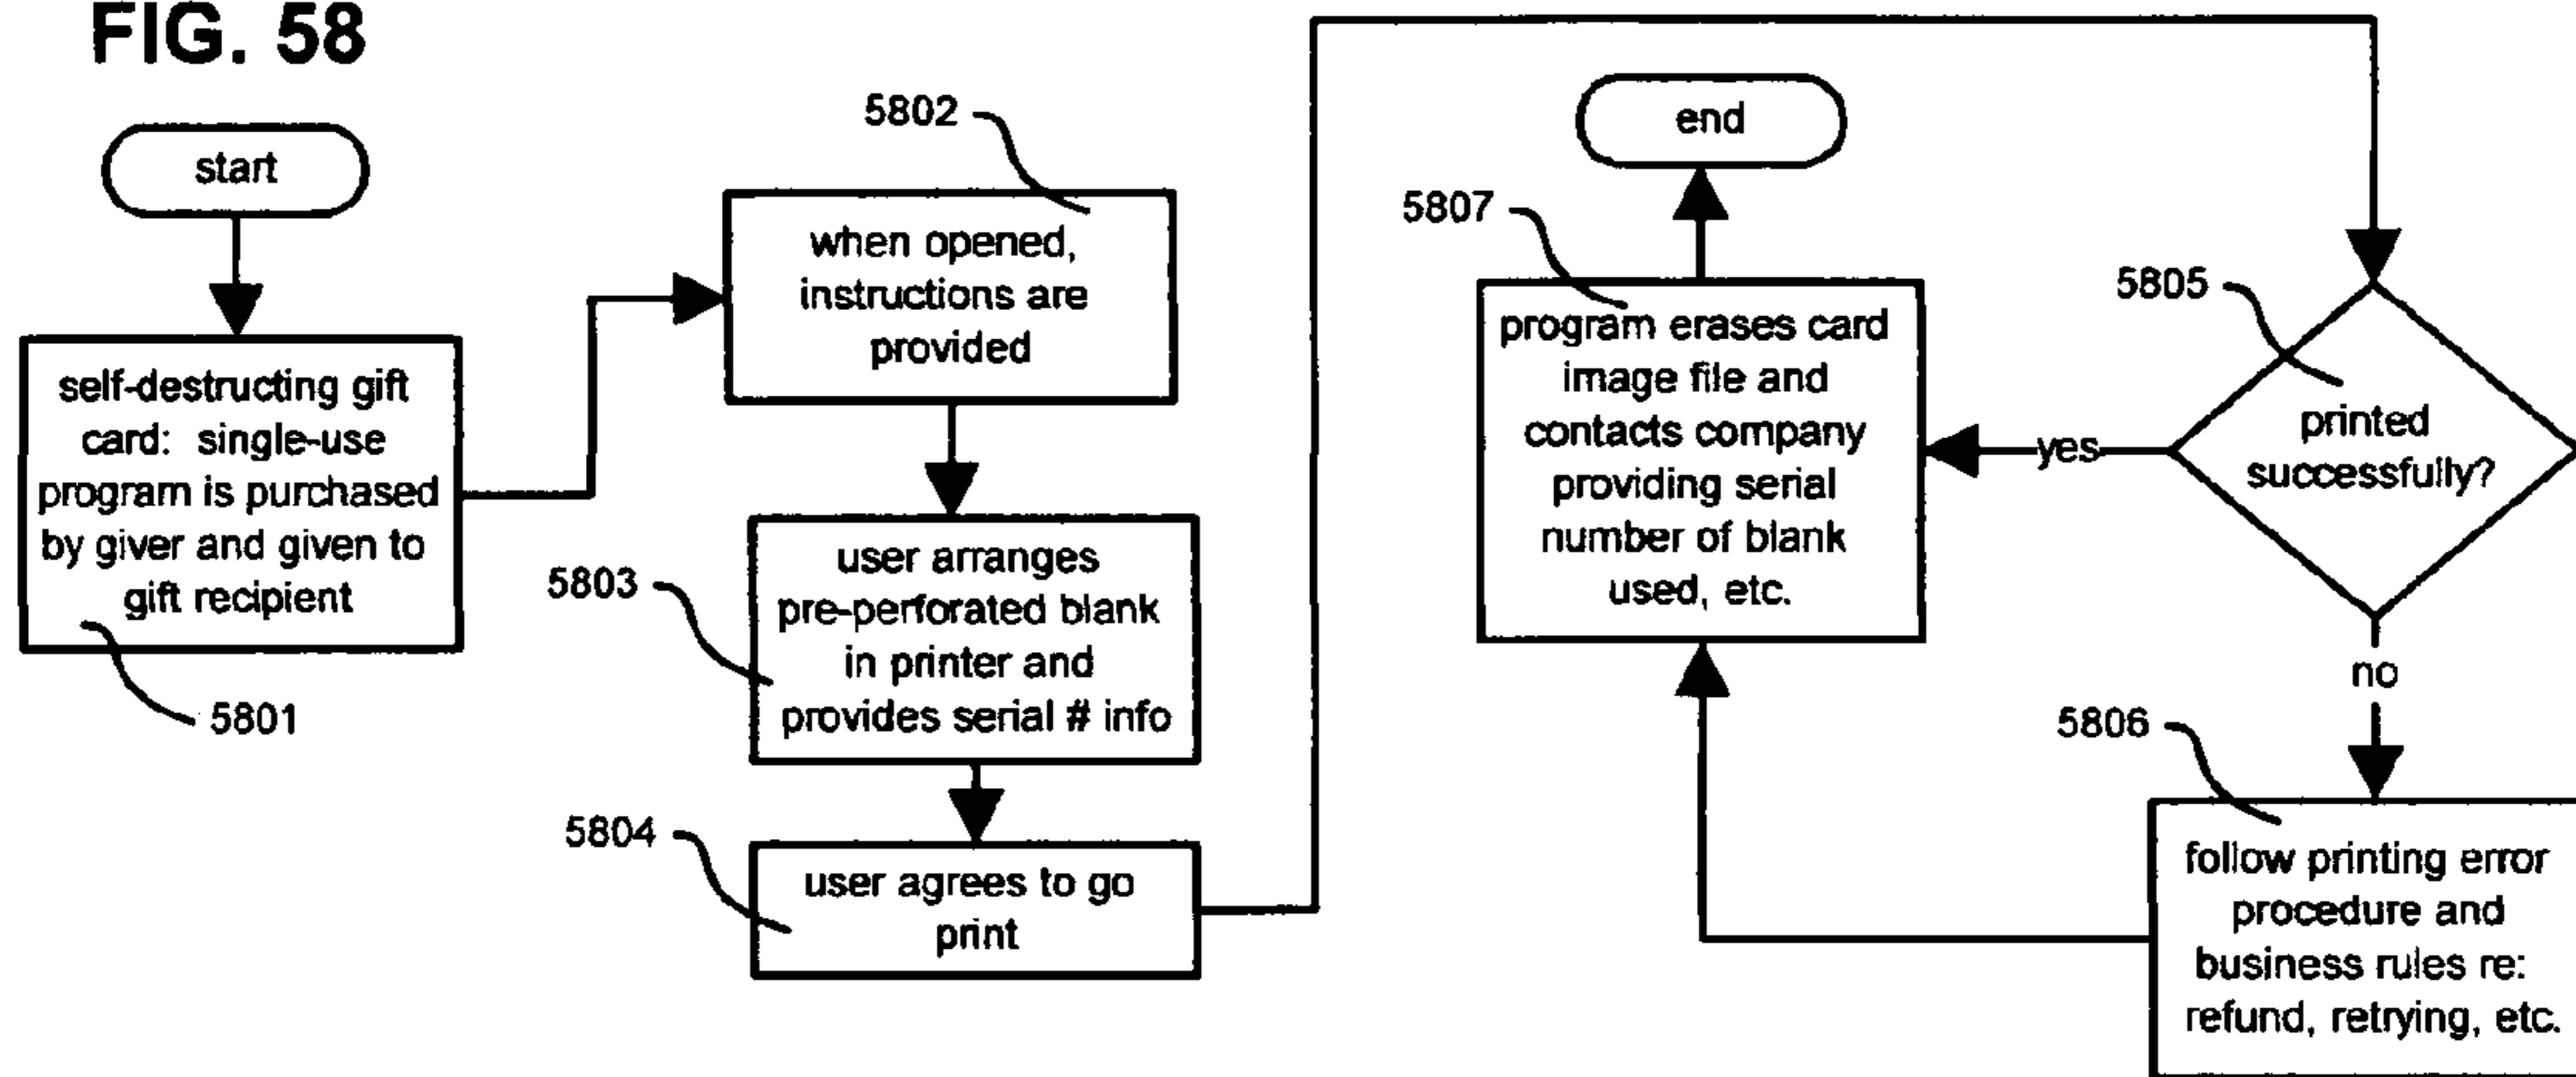 FIG. 58
start
self-destructing gift
card: single-use
program is purchased
by giver and given to
gift recipient
5801
5802
when opened,
instructions are
provided
5803
user arranges
pre-perforated blank
in printer and
provides serial # info
5804
user agrees to go
print
5805
printed
successfully?
yes
no
5806
follow printing error
procedure and
business rules re:
refund, retrying, etc.
5807
program erases card
image file and
contacts company
providing serial
number of blank
used, etc.
end